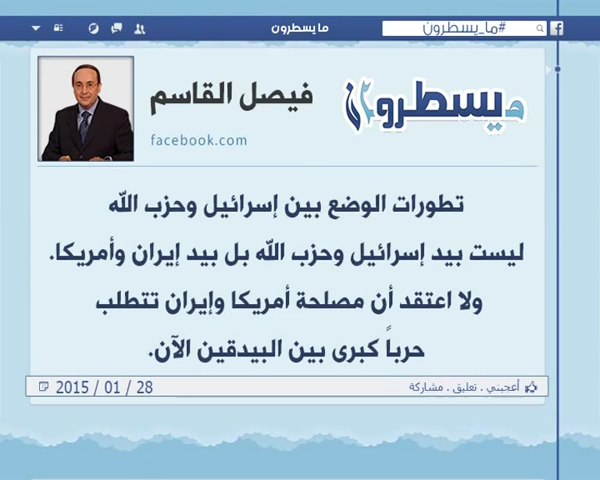 ما يسطرون
#ما_يسطرون
ما يسطرون
فيصل القاسم
facebook.com
تطورات الوضع بين إسرائيل وحزب الله
ليست بيد إسرائيل وحزب الله بل بيد إيران وأمريكا.
ولا اعتقد أن مصلحة أمريكا وإيران تتطلب
حرباً كبرى بين البيدقين الآن.
أعجبني . تعليق . مشاركة
2015 / 01 / 28